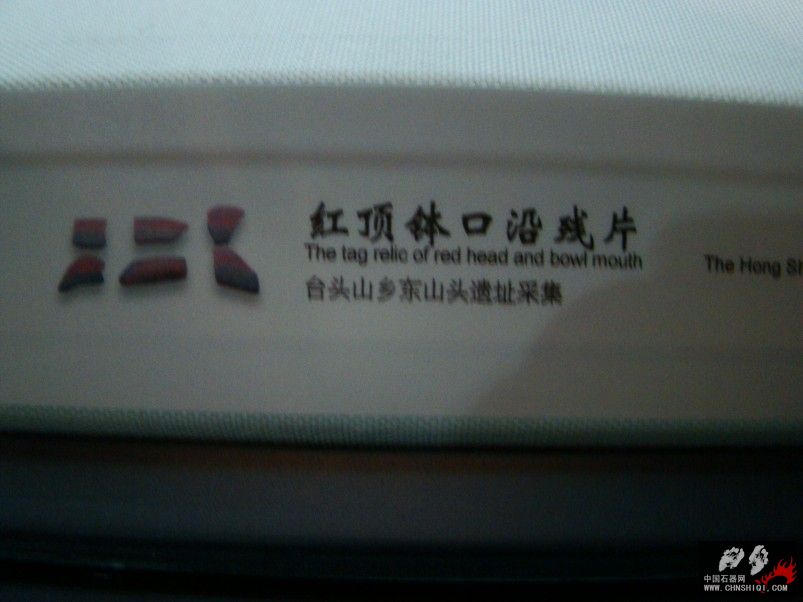 红顶钵口沿残片
The tag relic of red head and bowl mouth
台头山乡东山头遗址采集
The Hong Sh
中国石器网
WWW.CHNSHIQI.COM